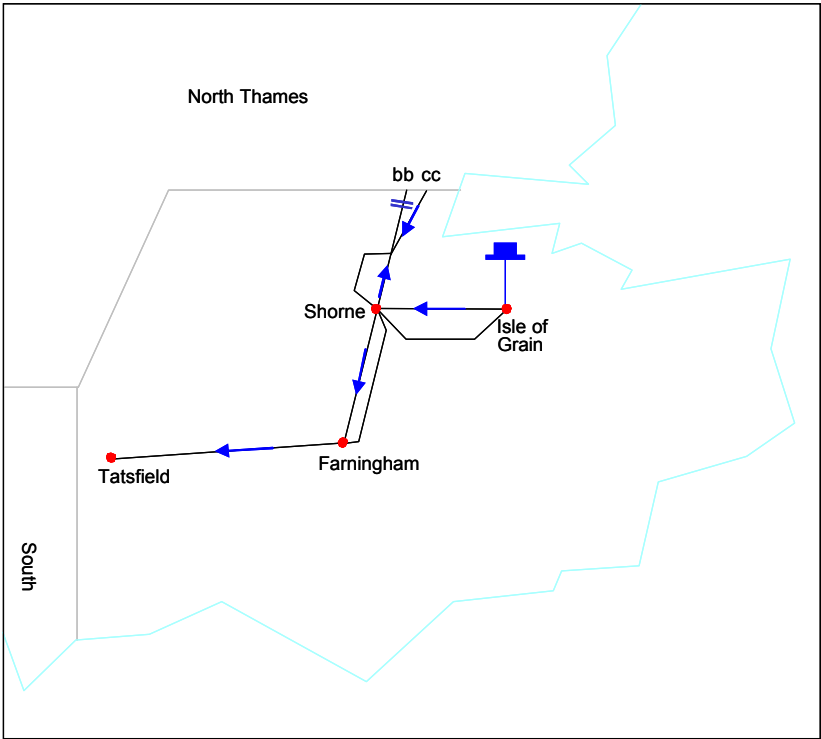 North Thames
bb cc
Shorne
Isle of
Grain
Farningham
Tatsfield
South